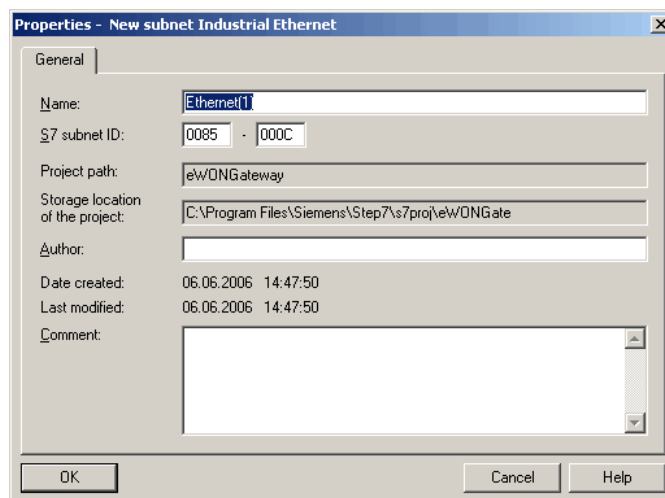 Properties - New subnet Industrial Ethernet
General
Name: Ethernet(1)
S7 subnet ID: 0085 - 000C
Project path: eWONGateway
Storage location
of the project: C:\Program Files\Siemens\Step7\s7proj\eWONGate
Author:
Date created: 06.06.2006 14:47:50
Last modified: 06.06.2006 14:47:50
Comment:
OK Cancel Help